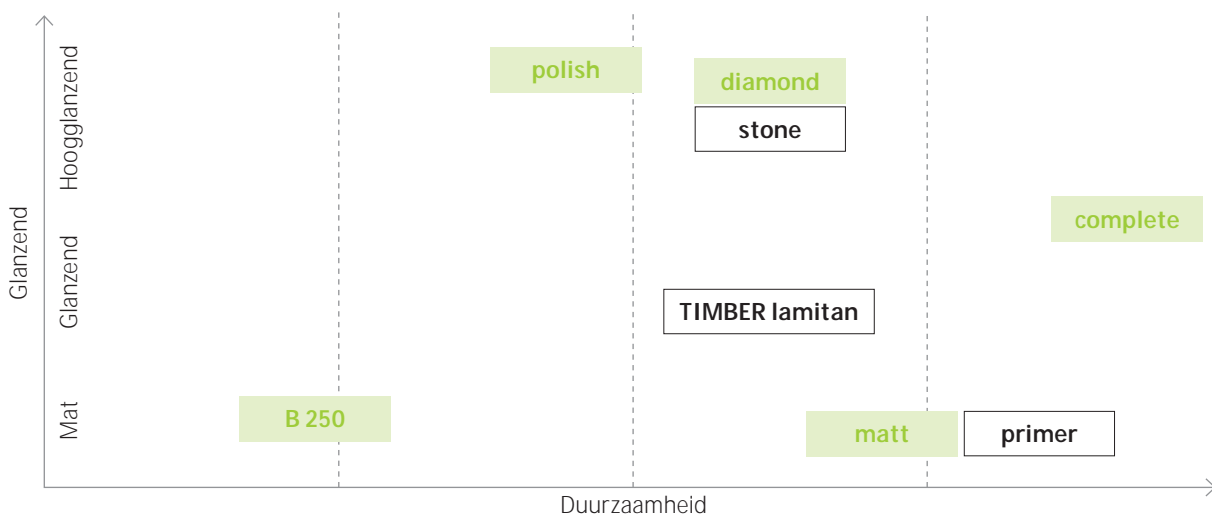 Glanzend
Hoogglanzend
Glanzend
Mat
polish
diamond
stone
complete
TIMBER lamitan
B 250
matt
primer
Duurzaamheid